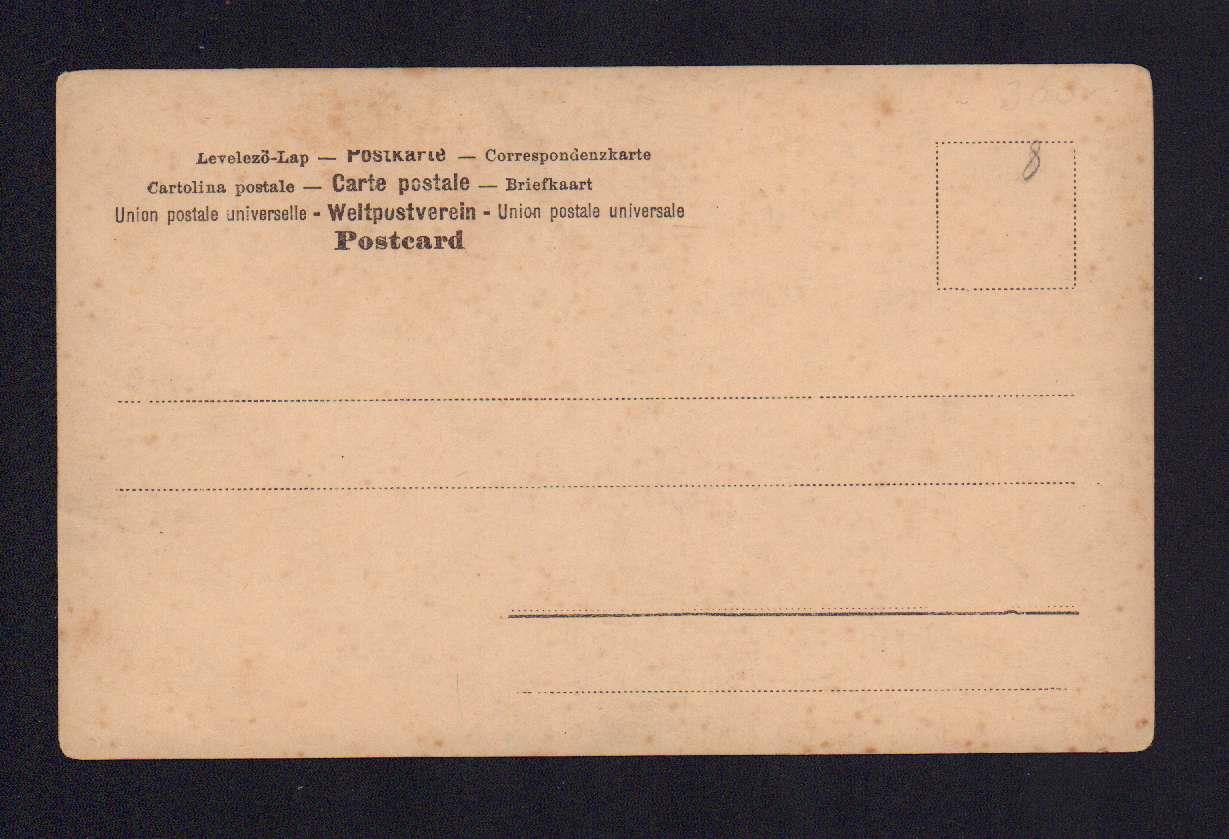 Levelező-Lap — Postkarte — Correspondenzkarte
Cartolina postale — Carte postale — Briefkaart
Union postale universelle - Weltpostverein - Union postale universale
Postcard
8